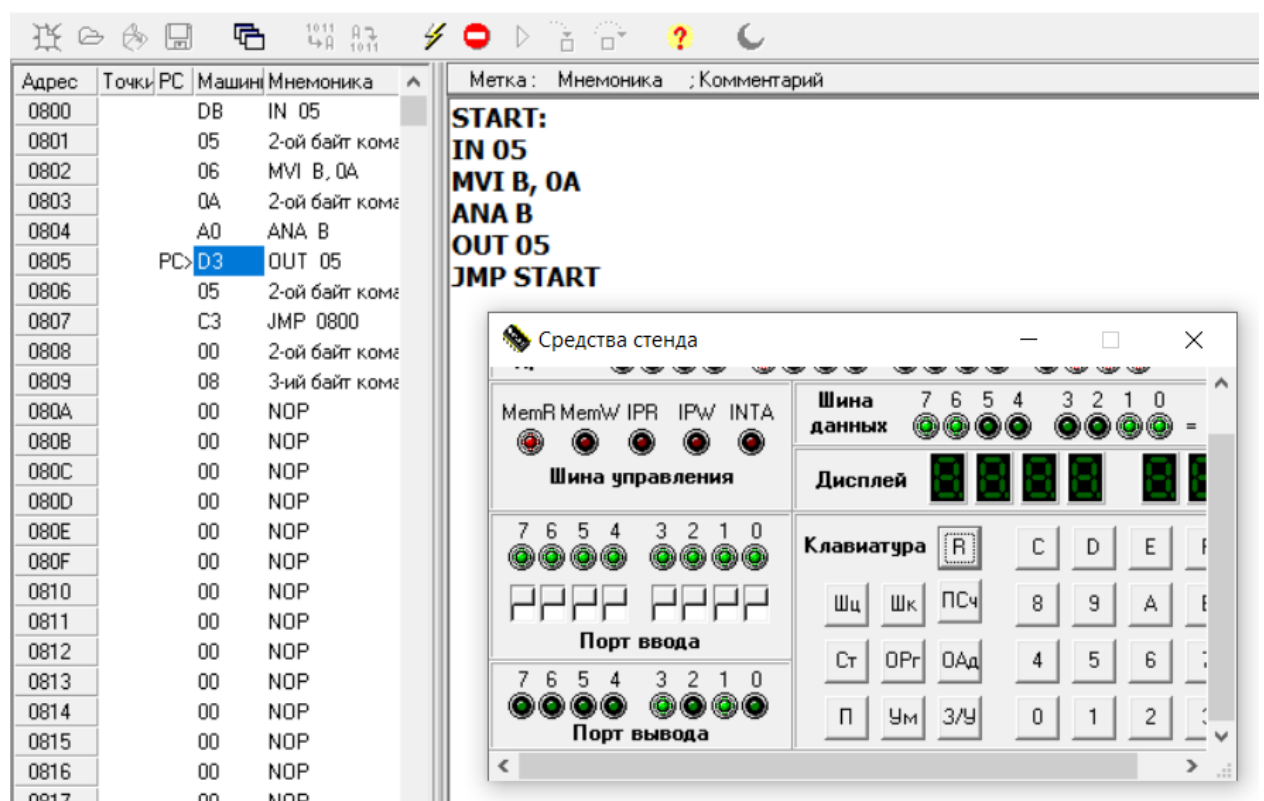 1011 A
A 1011
?
Адрес Точки PC Машин Мнемоника
0800 DB IN 05
0801 05 2-ой байт кома
0802 06 MVI B, 0A
0803 0A 2-ой байт кома
0804 A0 ANA B
0805 PC> D3 OUT 05
0806 05 2-ой байт кома
0807 C3 JMP 0800
0808 00 2-ой байт кома
0809 08 3-ий байт кома
080A 00 NOP
080B 00 NOP
080C 00 NOP
080D 00 NOP
080E 00 NOP
080F 00 NOP
0810 00 NOP
0811 00 NOP
0812 00 NOP
0813 00 NOP
0814 00 NOP
0815 00 NOP
0816 00 NOP
0817 00 NOP
Метка : Мнемоника ; Комментарий
START:
IN 05
MVI B, 0A
ANA B
OUT 05
JMP START
Средства стенда
MemR MemW IPR IPW INTA
Шина управления
Шина 7 6 5 4 3 2 1 0
данных =
Дисплей
7 6 5 4 3 2 1 0
Порт ввода
7 6 5 4 3 2 1 0
Порт вывода
Клавиатура R C D E
Шц Шк ПСч 8 9 A
Ст ОРг ОАд 4 5 6
П Ум З/У 0 1 2